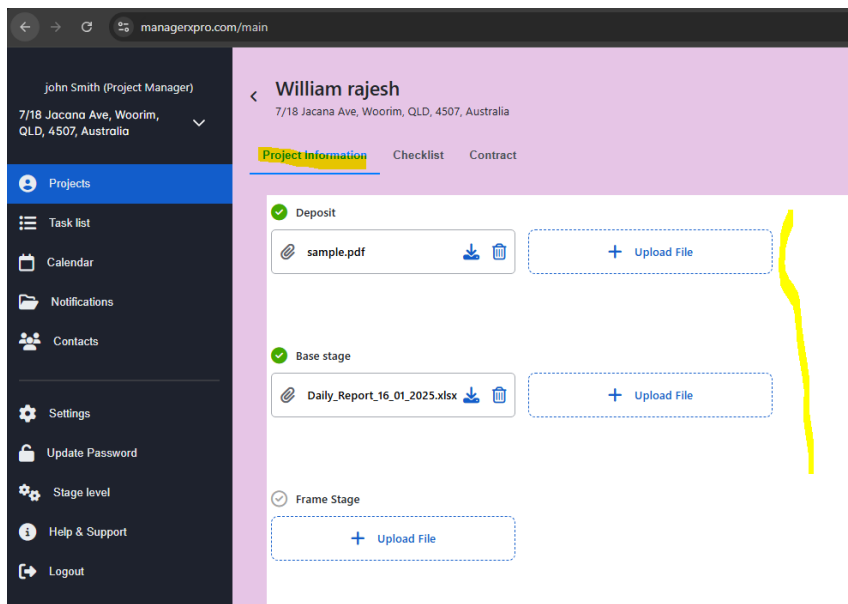 managerxpro.com/main
john Smith (Project Manager)
7/18 Jacana Ave, Woorim,
QLD, 4507, Australia
Projects
Task list
Calendar
Notifications
Contacts
Settings
Update Password
Stage level
Help & Support
Logout
William rajesh
7/18 Jacana Ave, Woorim, QLD, 4507, Australia
Project Information Checklist Contract
Deposit
sample.pdf + Upload File
Base stage
Daily_Report_16_01_2025.xlsx + Upload File
Frame Stage
+ Upload File